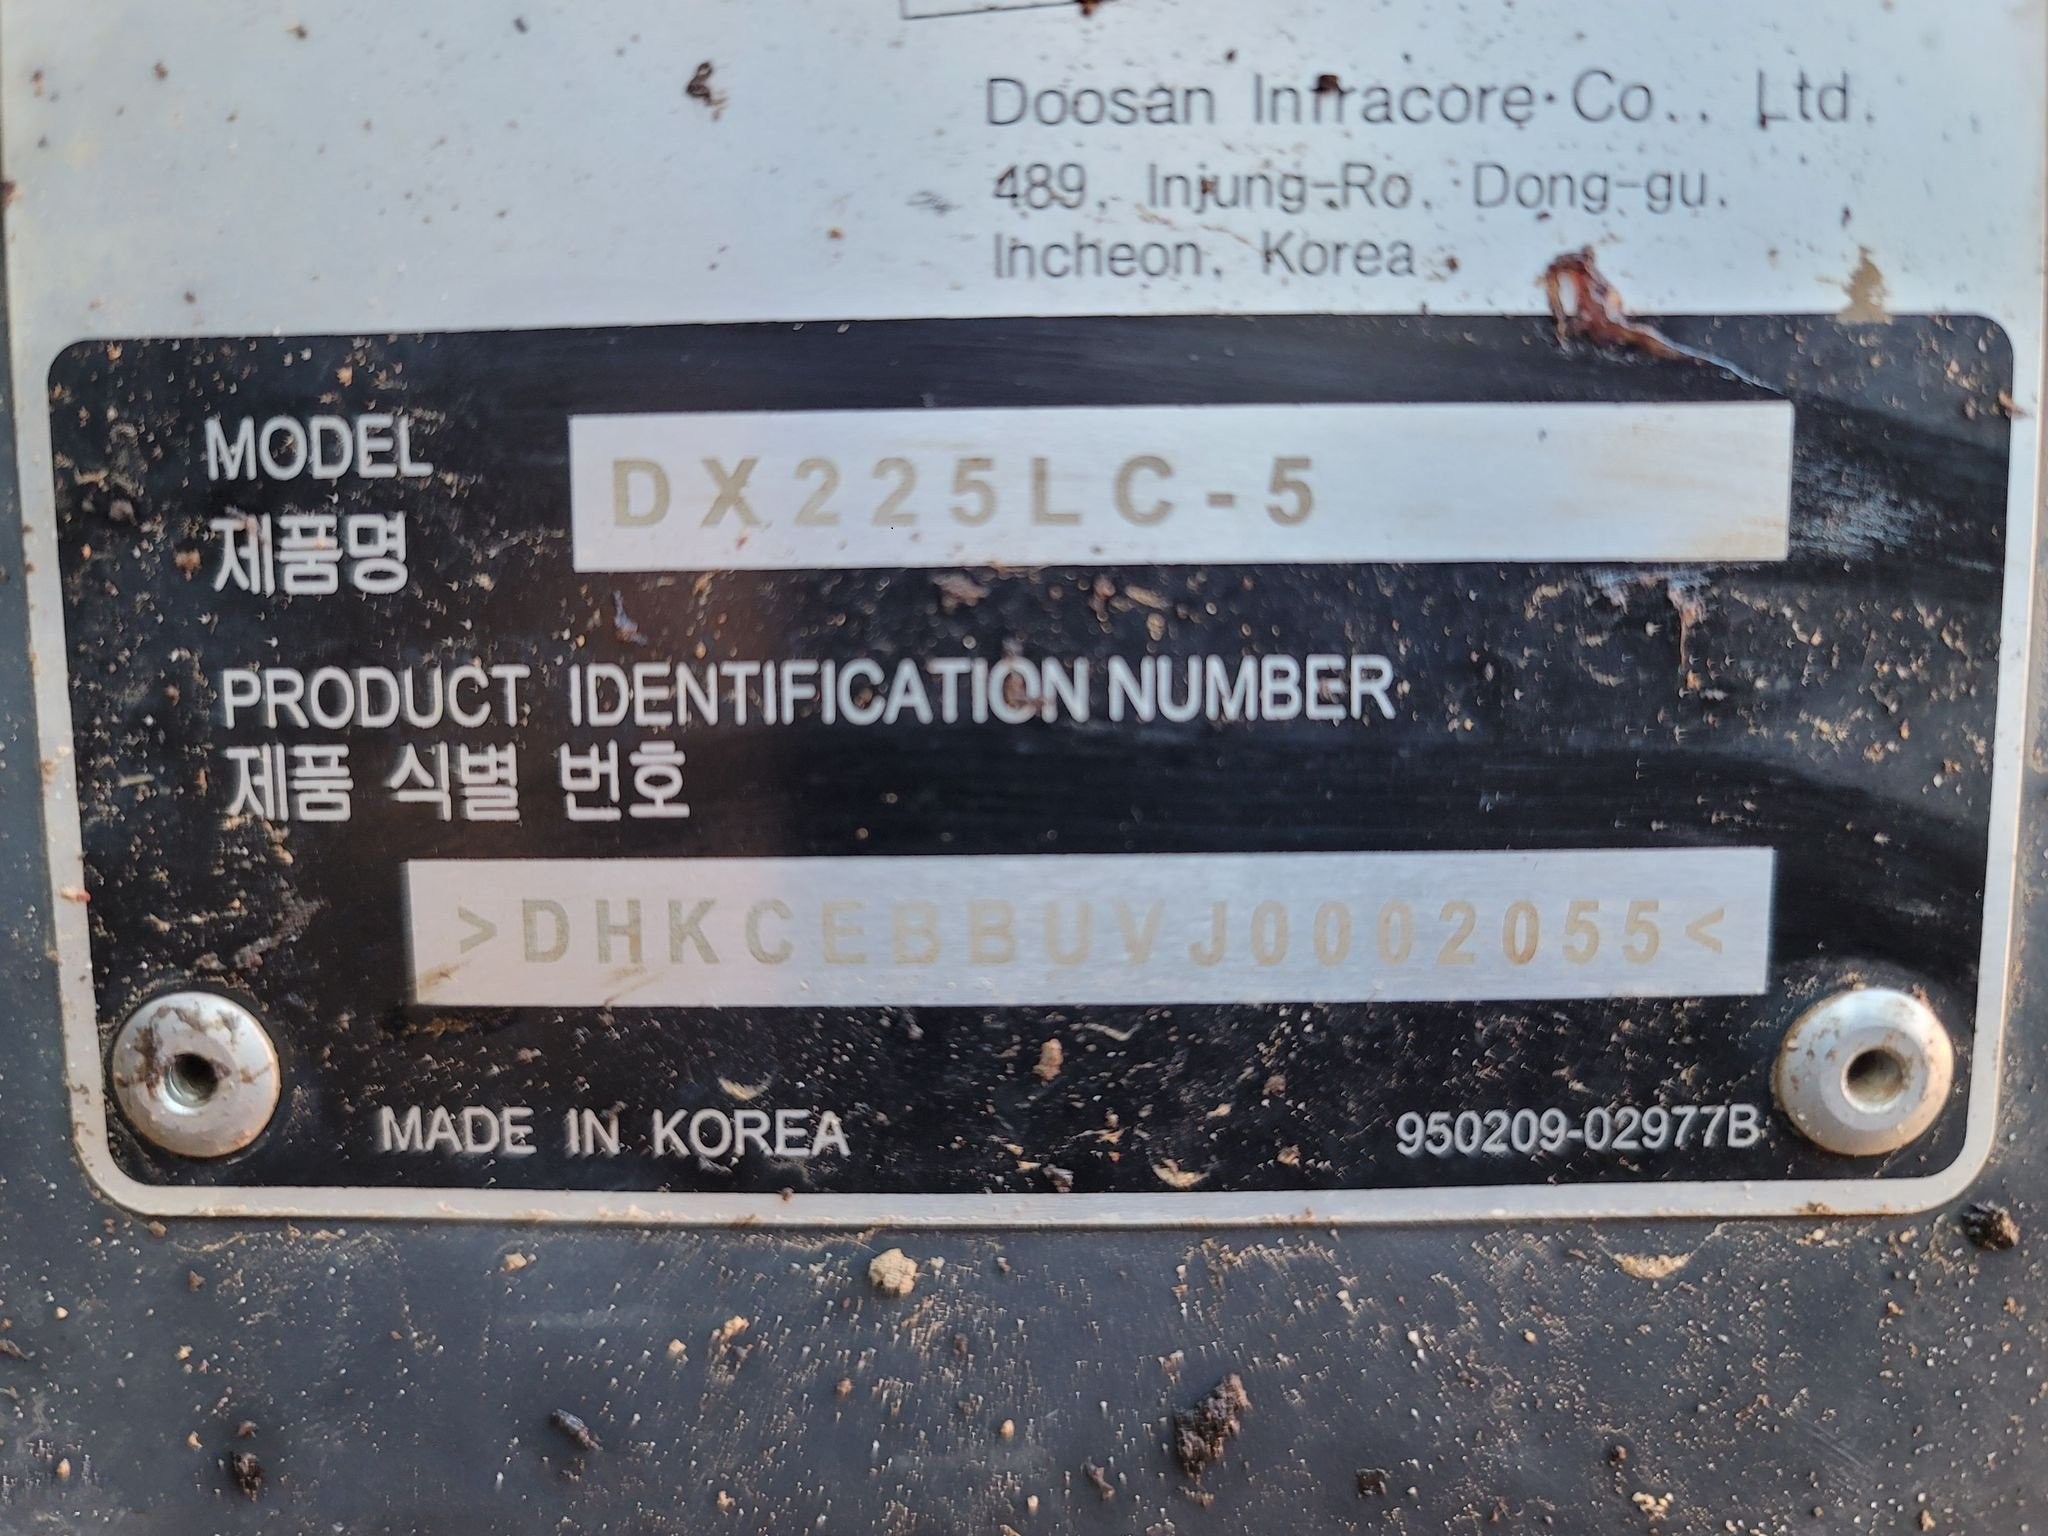 Doosan Infracore Co., Ltd.
489, Injung-Ro, Dong-gu,
Incheon, Korea
MODEL DX225LC-5
제품명
PRODUCT IDENTIFICATION NUMBER
제품 식별 번호
>DHKCEBBUVJ0002055<
MADE IN KOREA 950209-02977B